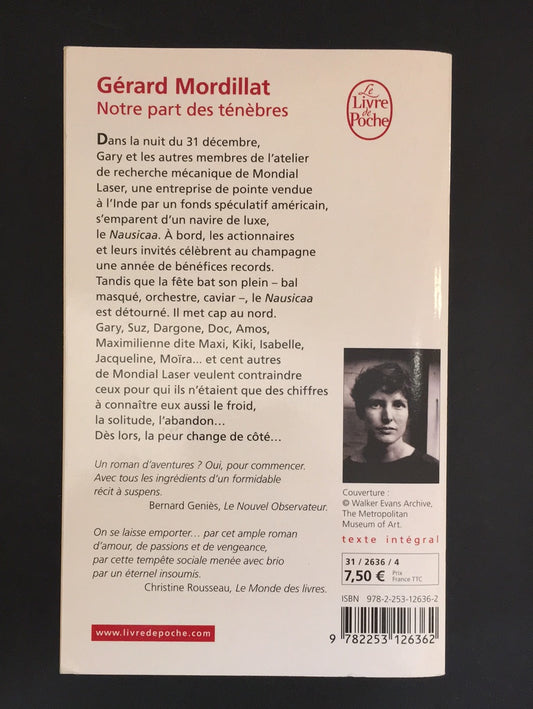 Gérard Mordillat
Notre part des ténèbres
Le
Livre
de
Poche
Dans la nuit du 31 décembre,
Gary et les autres membres de l'atelier
de recherche mécanique de Mondial
Laser, une entreprise de pointe vendue
à l'Inde par un fonds spéculatif américain,
s'emparent d'un navire de luxe,
le Nausicaa. À bord, les actionnaires
et leurs invités célèbrent au champagne
une année de bénéfices records.
Tandis que la fête bat son plein – bal
masqué, orchestre, caviar –, le Nausicaa
est détourné. Il met cap au nord.
Gary, Suz, Dargone, Doc, Amos,
Maximilienne dite Maxi, Kiki, Isabelle,
Jacqueline, Moïra... et cent autres
de Mondial Laser veulent contraindre
ceux pour qui ils n'étaient que des chiffres
à connaître eux aussi le froid,
la solitude, l'abandon...
Dès lors, la peur change de côté...
Un roman d'aventures ? Oui, pour commencer.
Avec tous les ingrédients d'un formidable
récit à suspens.
Bernard Geniès, Le Nouvel Observateur.
On se laisse emporter... par cet ample roman
d'amour, de passions et de vengeance,
par cette tempête sociale menée avec brio
par un éternel insoumis.
Christine Rousseau, Le Monde des livres.
www.livredepoche.com
Couverture :
© Walker Evans Archive,
The Metropolitan
Museum of Art.
texte intégral
31 / 2636 / 4
7,50 € Prix
France TTC
ISBN 978-2-253-12636-2
9 782253 126362